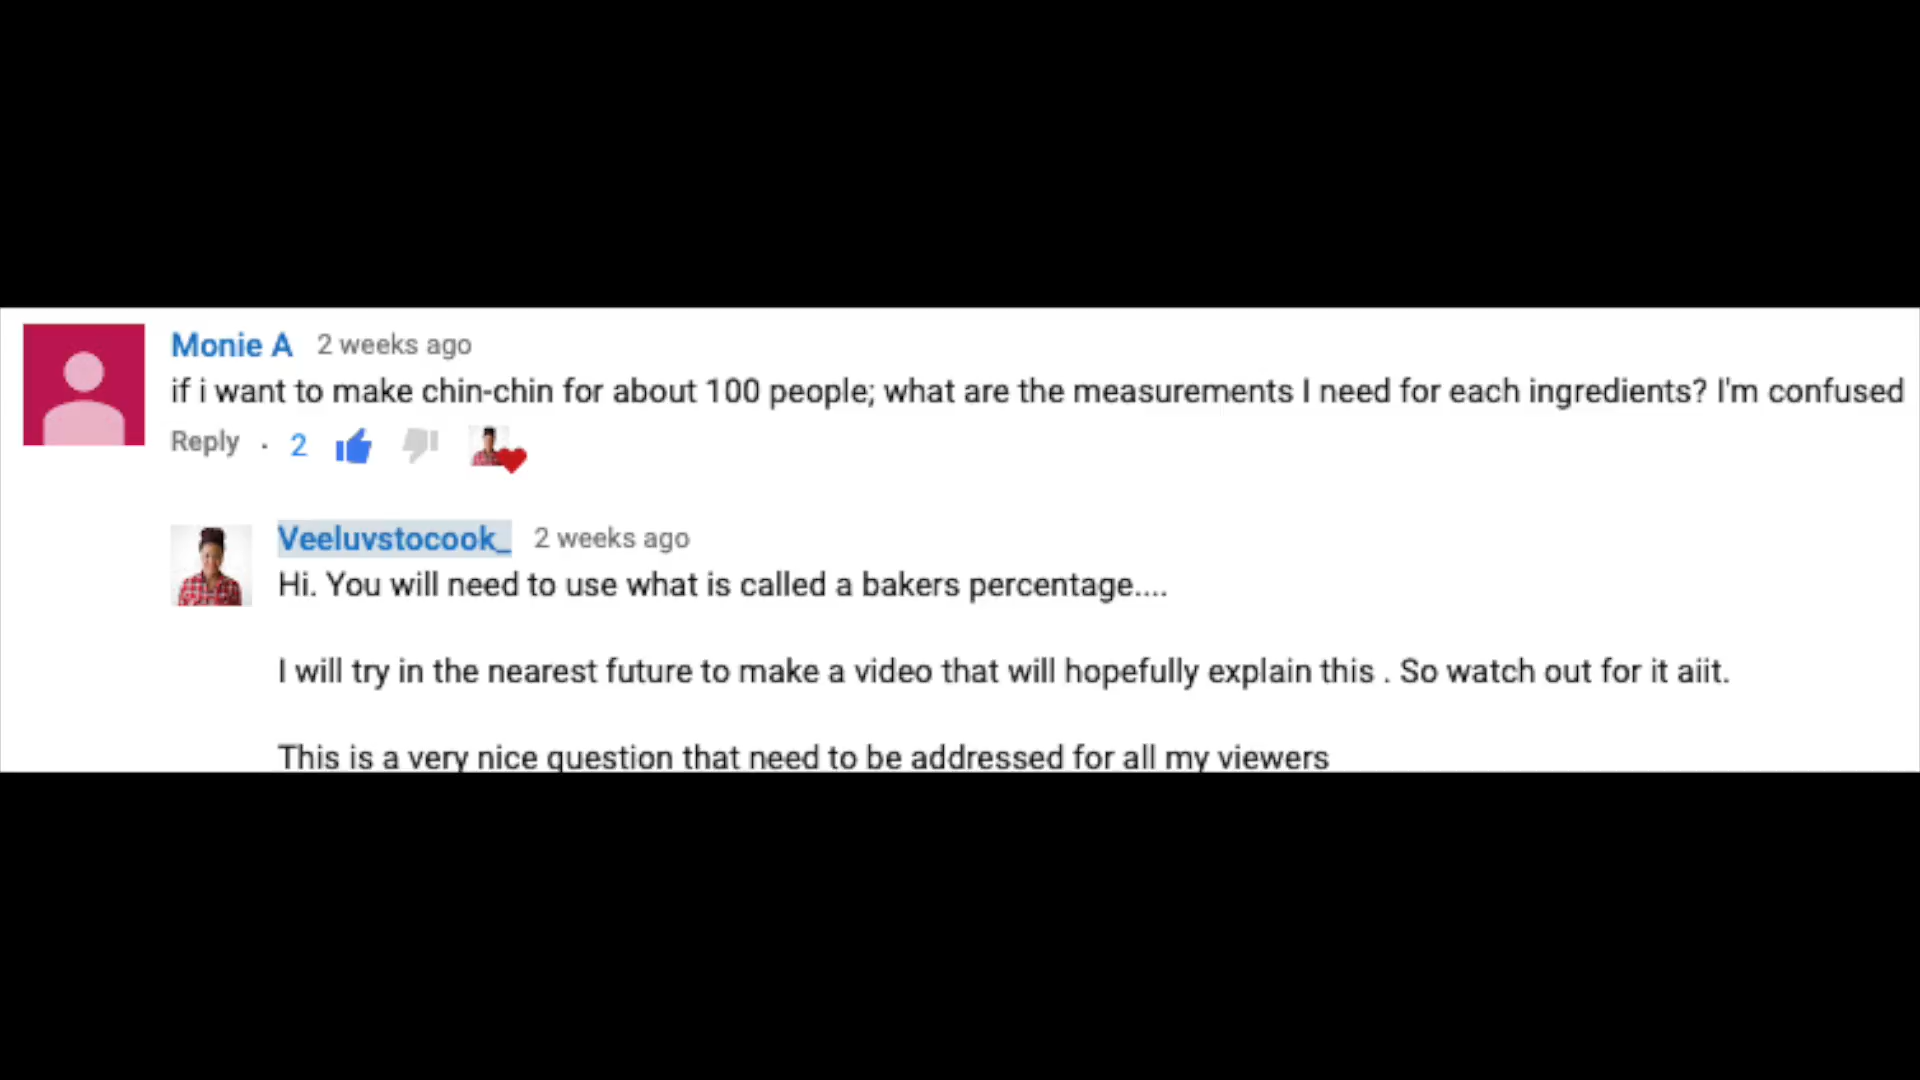 Monie A 2 weeks ago
if i want to make chin-chin for about 100 people; what are the measurements I need for each ingredients? I'm confused
Reply . 2
Veeluvstocook_ 2 weeks ago
Hi. You will need to use what is called a bakers percentage....
I will try in the nearest future to make a video that will hopefully explain this . So watch out for it aiit.
This is a very nice question that need to be addressed for all my viewers